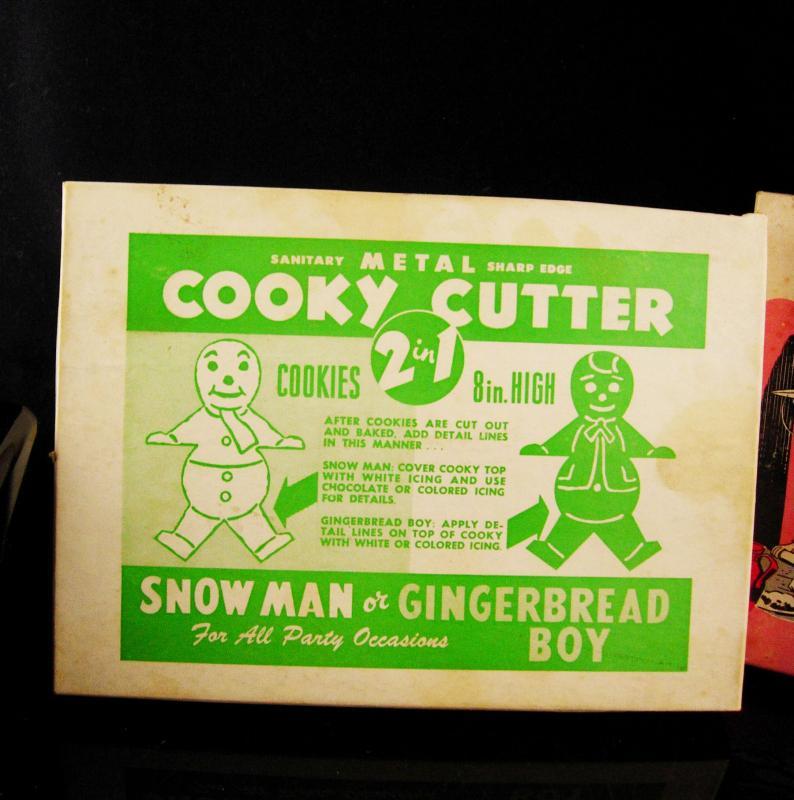 SANITARY METAL SHARP EDGE
COOKY CUTTER
2 in 1
COOKIES
8 in. HIGH
AFTER COOKIES ARE CUT OUT
AND BAKED, ADD DETAIL LINES
IN THIS MANNER . . .
SNOW MAN: COVER COOKY TOP
WITH WHITE ICING AND USE
CHOCOLATE OR COLORED ICING
FOR DETAILS.
GINGERBREAD BOY: APPLY DE-
TAIL LINES ON TOP OF COOKY
WITH WHITE OR COLORED ICING.
SNOW MAN or GINGERBREAD
BOY
For All Party Occasions